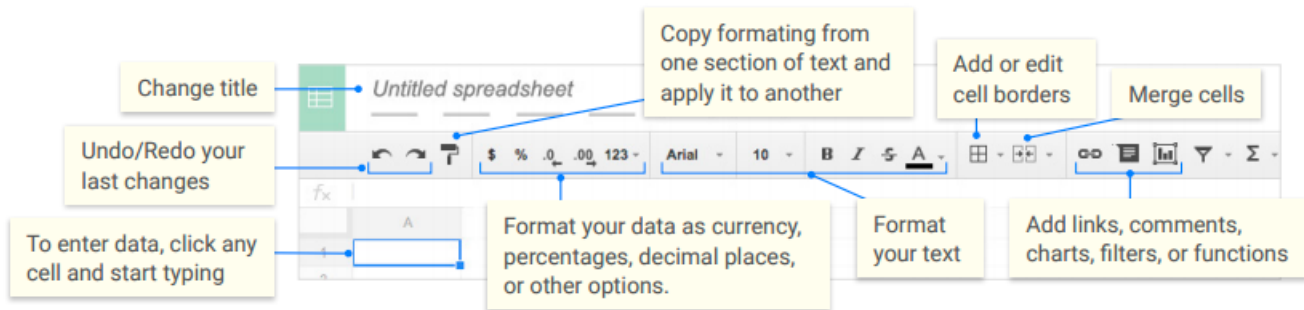 Change title
Untitled spreadsheet
Copy formating from
one section of text and
apply it to another
Add or edit
cell borders
Merge cells
Undo/Redo your
last changes
$ % .0 .00 123 Arial 10 B I S A Σ
fx
A
To enter data, click any
cell and start typing
1
Format your data as currency,
percentages, decimal places,
or other options.
Format
your text
Add links, comments,
charts, filters, or functions